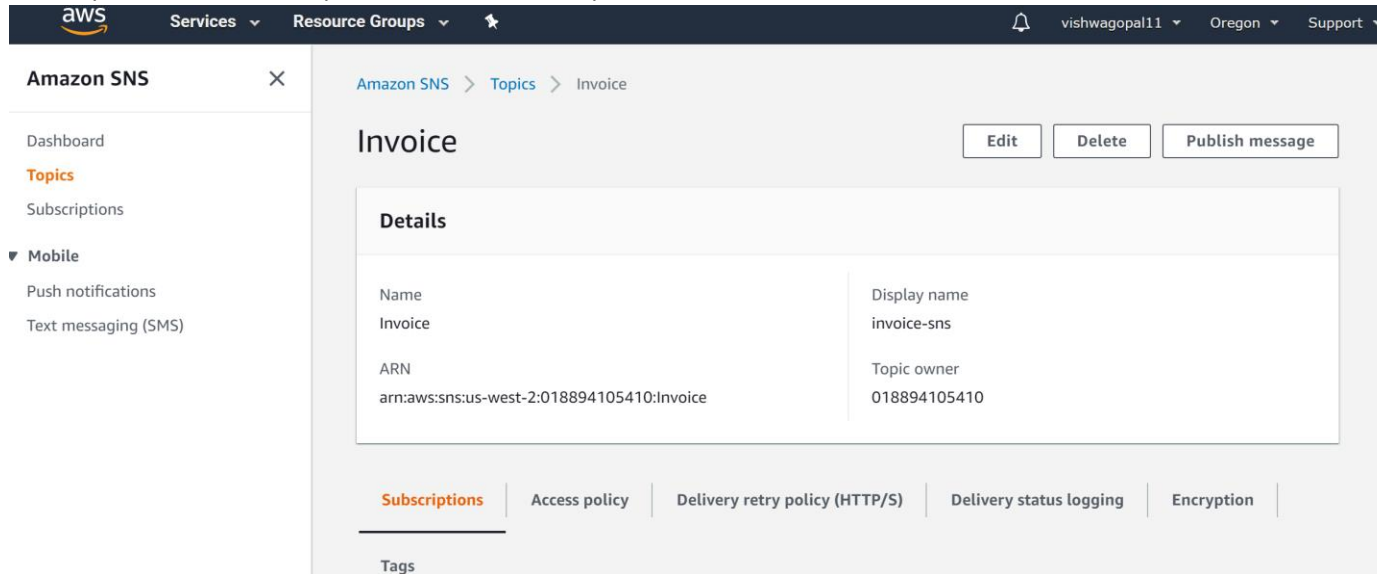 aws Services Resource Groups vishwagopal11 Oregon Support
Amazon SNS
Dashboard
Topics
Subscriptions
Mobile
Push notifications
Text messaging (SMS)
Amazon SNS > Topics > Invoice
Invoice
Edit Delete Publish message
Details
Name
Invoice
Display name
invoice-sns
ARN
arn:aws:sns:us-west-2:018894105410:Invoice
Topic owner
018894105410
Subscriptions Access policy Delivery retry policy (HTTP/S) Delivery status logging Encryption
Tags